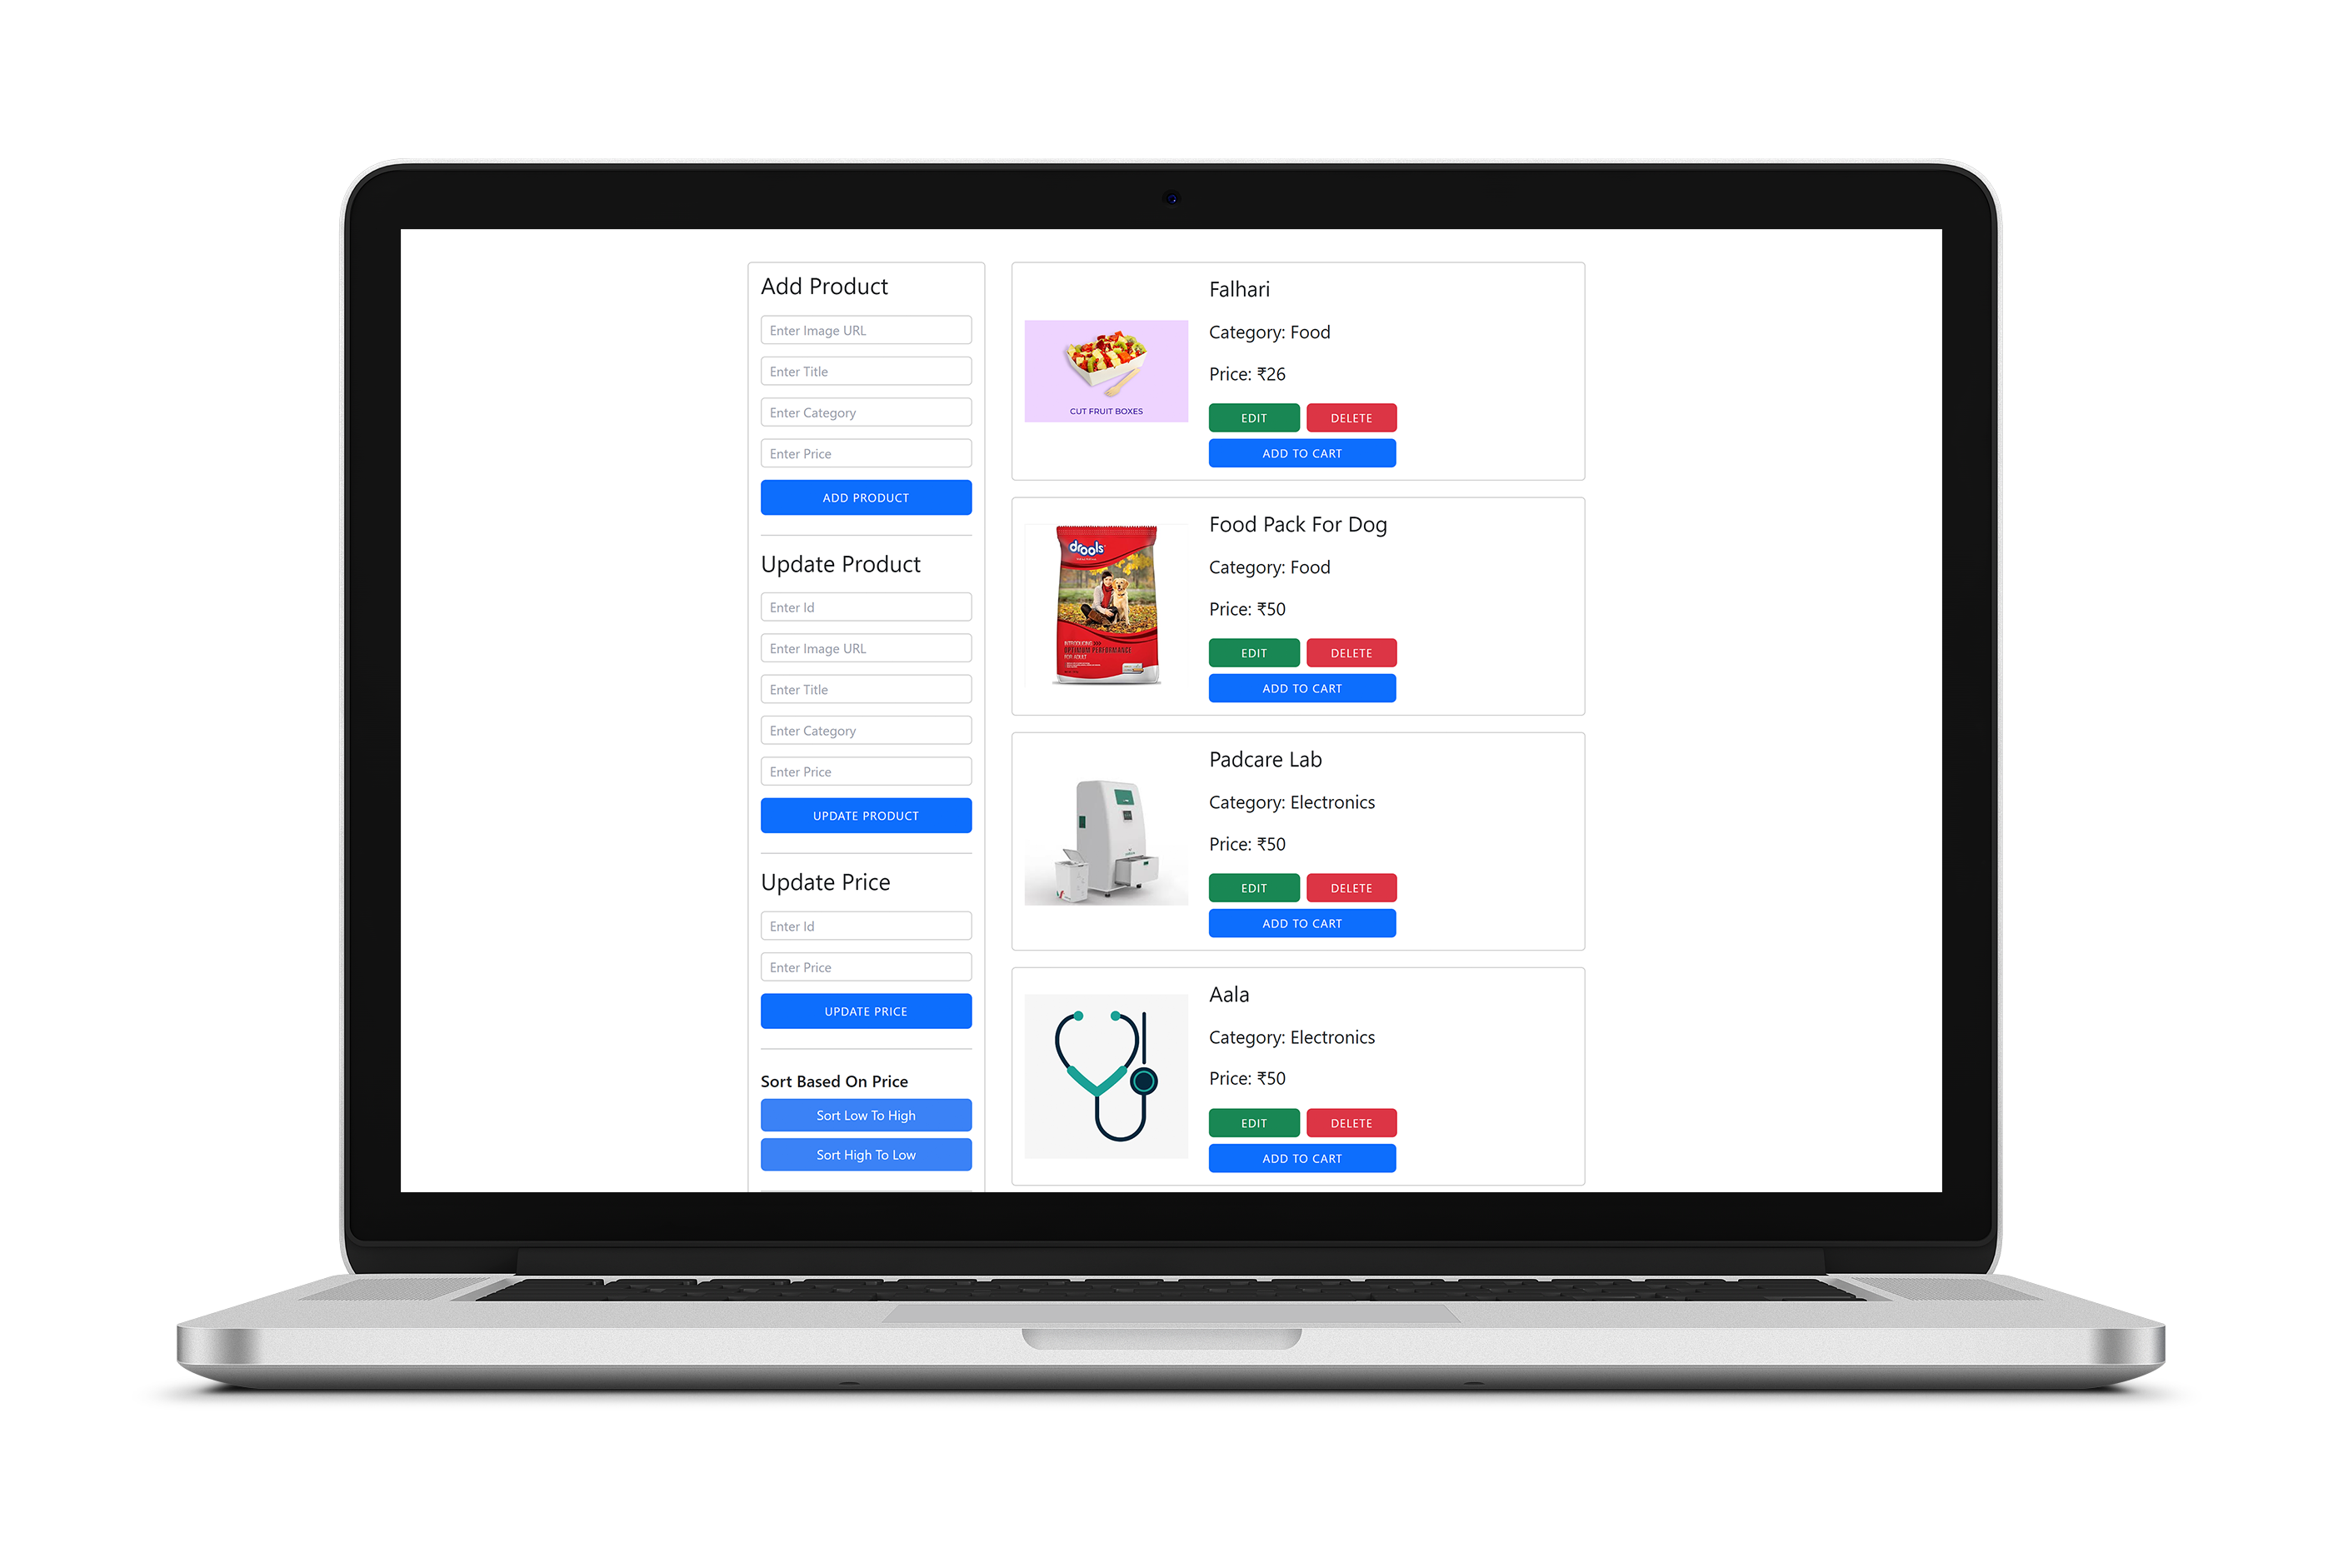 Add Product
Enter Image URL
Enter Title
Enter Category
Enter Price
ADD PRODUCT
Update Product
Enter Id
Enter Image URL
Enter Title
Enter Category
Enter Price
UPDATE PRODUCT
Update Price
Enter Id
Enter Price
UPDATE PRICE
Sort Based On Price
Sort Low To High
Sort High To Low
Falhari
Category: Food
Price: ₹26
EDIT DELETE
ADD TO CART
CUT FRUIT BOXES
Food Pack For Dog
Category: Food
Price: ₹50
EDIT DELETE
ADD TO CART
drools
OPTIMUM PERFORMANCE
FOR ADULT
Padcare Lab
Category: Electronics
Price: ₹50
EDIT DELETE
ADD TO CART
Aala
Category: Electronics
Price: ₹50
EDIT DELETE
ADD TO CART